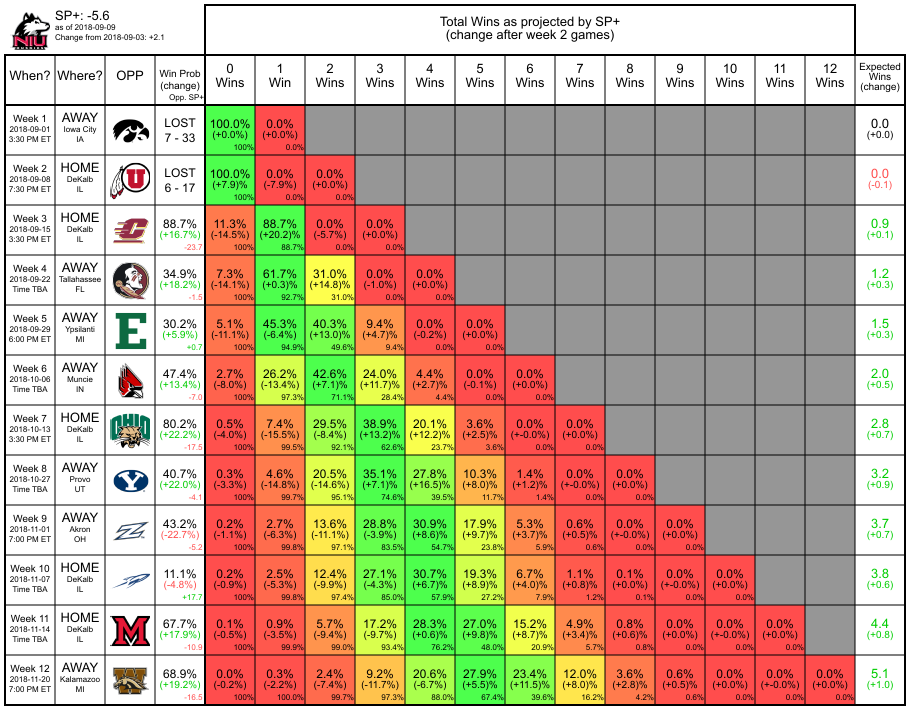 SP+: -5.6
as of 2018-09-09
Change from 2018-09-03: +2.1
NIU
Total Wins as projected by SP+
(change after week 2 games)
When? Where? OPP Win Prob (change) Opp. SP+ 0 Wins 1 Win 2 Wins 3 Wins 4 Wins 5 Wins 6 Wins 7 Wins 8 Wins 9 Wins 10 Wins 11 Wins 12 Wins Expected Wins (change)
Week 1 AWAY LOST 100.0% 0.0% 0.0
2018-09-01 Iowa City 7 - 33 (+0.0%) (+0.0%) (+0.0)
3:30 PM ET IA 100% 0.0%
Week 2 HOME U LOST 100.0% 0.0% 0.0% 0.0
2018-09-08 DeKalb 6 - 17 (+7.9)% (-7.9%) (+0.0%) (-0.1)
7:30 PM ET IL 100% 0.0% 0.0%
Week 3 HOME C 88.7% 11.3% 88.7% 0.0% 0.0% 0.9
2018-09-15 DeKalb (+16.7%) (-14.5%) (+20.2)% (-5.7%) (+0.0%) (+0.1)
3:30 PM ET IL -23.7 100% 88.7% 0.0% 0.0%
Week 4 AWAY 34.9% 7.3% 61.7% 31.0% 0.0% 0.0% 1.2
2018-09-22 Tallahassee (+18.2%) (-14.1%) (+0.3)% (+14.8%) (-1.0%) (+0.0%) (+0.3)
Time TBA FL -1.5 100% 92.7% 31.0% 0.0% 0.0%
Week 5 AWAY E 30.2% 5.1% 45.3% 40.3% 9.4% 0.0% 0.0% 1.5
2018-09-29 Ypsilanti (+5.9%) (-11.1%) (-6.4%) (+13.0%) (+4.7%) (-0.2%) (+0.0%) (+0.3)
6:00 PM ET MI +0.7 100% 94.9% 49.6% 9.4% 0.0% 0.0%
Week 6 AWAY 47.4% 2.7% 26.2% 42.6% 24.0% 4.4% 0.0% 0.0% 2.0
2018-10-06 Muncie (+13.4%) (-8.0%) (-13.4%) (+7.1%) (+11.7%) (+2.7%) (-0.1%) (+0.0%) (+0.5)
Time TBA IN -7.0 100% 97.3% 71.1% 28.4% 4.4% 0.0% 0.0%
Week 7 HOME OHIO 80.2% 0.5% 7.4% 29.5% 38.9% 20.1% 3.6% 0.0% 0.0% 2.8
2018-10-13 DeKalb (+22.2%) (-4.0%) (-15.5%) (-8.4%) (+13.2%) (+12.2%) (+2.5%) (+-0.0%) (+0.0%) (+0.7)
3:30 PM ET IL -17.5 100% 99.5% 92.1% 62.6% 23.7% 3.6% 0.0% 0.0%
Week 8 AWAY Y 40.7% 0.3% 4.6% 20.5% 35.1% 27.8% 10.3% 1.4% 0.0% 0.0% 3.2
2018-10-27 Provo (+22.0%) (-3.3%) (-14.8%) (-14.6%) (+7.1%) (+16.5%) (+8.0%) (+1.2%) (+-0.0%) (+0.0%) (+0.9)
Time TBA UT -4.1 100% 99.7% 95.1% 74.6% 39.5% 11.7% 1.4% 0.0% 0.0%
Week 9 AWAY Z 43.2% 0.2% 2.7% 13.6% 28.8% 30.9% 17.9% 5.3% 0.6% 0.0% 0.0% 3.7
2018-11-01 Akron (-22.7%) (-1.1%) (-6.3%) (-11.1%) (-3.9%) (+8.6%) (+9.7%) (+3.7%) (+0.5%) (-0.0%) (+0.0%) (+0.7)
7:00 PM ET OH -5.2 100% 99.8% 97.1% 83.5% 54.7% 23.8% 5.9% 0.6% 0.0% 0.0%
Week 10 HOME 11.1% 0.2% 2.5% 12.4% 27.1% 30.7% 19.3% 6.7% 1.1% 0.1% 0.0% 0.0% 3.8
2018-11-07 DeKalb (-4.8%) (-0.9%) (-5.3%) (-9.9%) (-4.3%) (+6.7%) (+8.9%) (+4.0%) (+0.8%) (+0.1%) (-0.0%) (+0.0%) (+0.6)
Time TBA IL +17.7 100% 99.8% 97.4% 85.0% 57.9% 27.2% 7.9% 1.2% 0.1% 0.0% 0.0%
Week 11 HOME M 67.7% 0.1% 0.9% 5.7% 17.2% 28.3% 27.0% 15.2% 4.9% 0.8% 0.0% 0.0% 0.0% 4.4
2018-11-14 DeKalb (+17.9%) (-0.5%) (-3.5%) (-9.4%) (-9.7%) (+0.6%) (+9.8%) (+8.7%) (+3.4%) (+0.6%) (+-0.0%) (-0.0%) (+0.0%) (+0.8)
Time TBA IL -10.9 100% 99.9% 99.0% 93.4% 76.2% 48.0% 20.9% 5.7% 0.8% 0.0% 0.0% 0.0%
Week 12 AWAY W 68.9% 0.0% 0.3% 2.4% 9.2% 20.6% 27.9% 23.4% 12.0% 3.6% 0.6% 0.0% 0.0% 0.0% 5.1
2018-11-20 Kalamazoo (+19.2%) (-0.2%) (-2.2%) (-7.4%) (-11.7%) (-6.7%) (+5.5%) (+11.5%) (+8.0%) (+2.8%) (+0.5%) (+0.0%) (+-0.0%) (+0.0%) (+1.0)
7:00 PM ET MI -16.5 100% 100.0% 99.7% 97.3% 88.0% 67.4% 39.6% 16.2% 4.2% 0.6% 0.0% 0.0% 0.0%